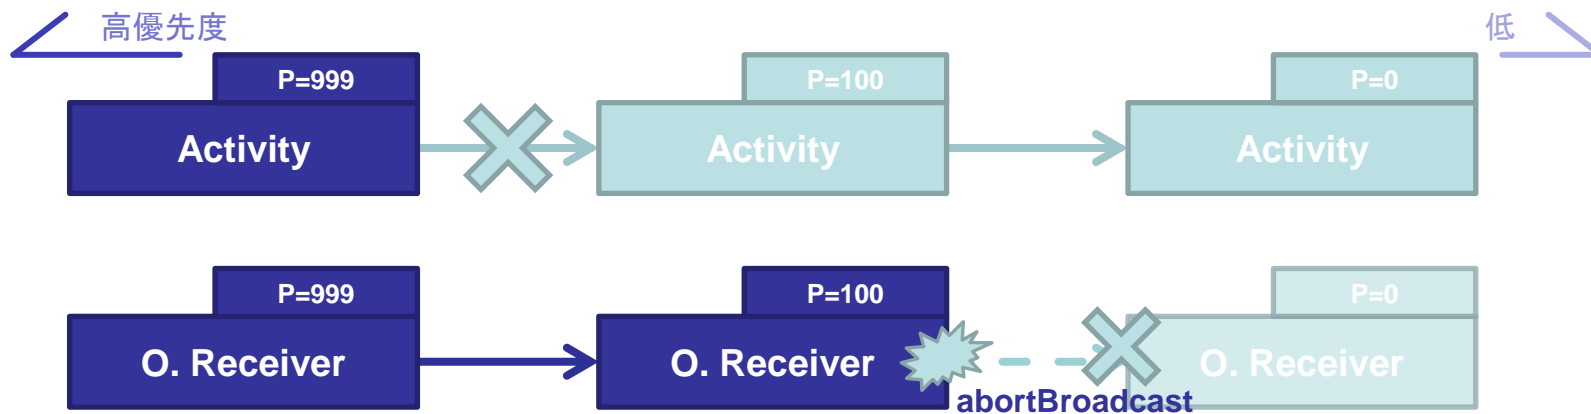 高優先度
低
P=999
P=100
P=0
Activity
Activity
Activity
P=999
P=100
P=0
O. Receiver
O. Receiver
O. Receiver
abortBroadcast